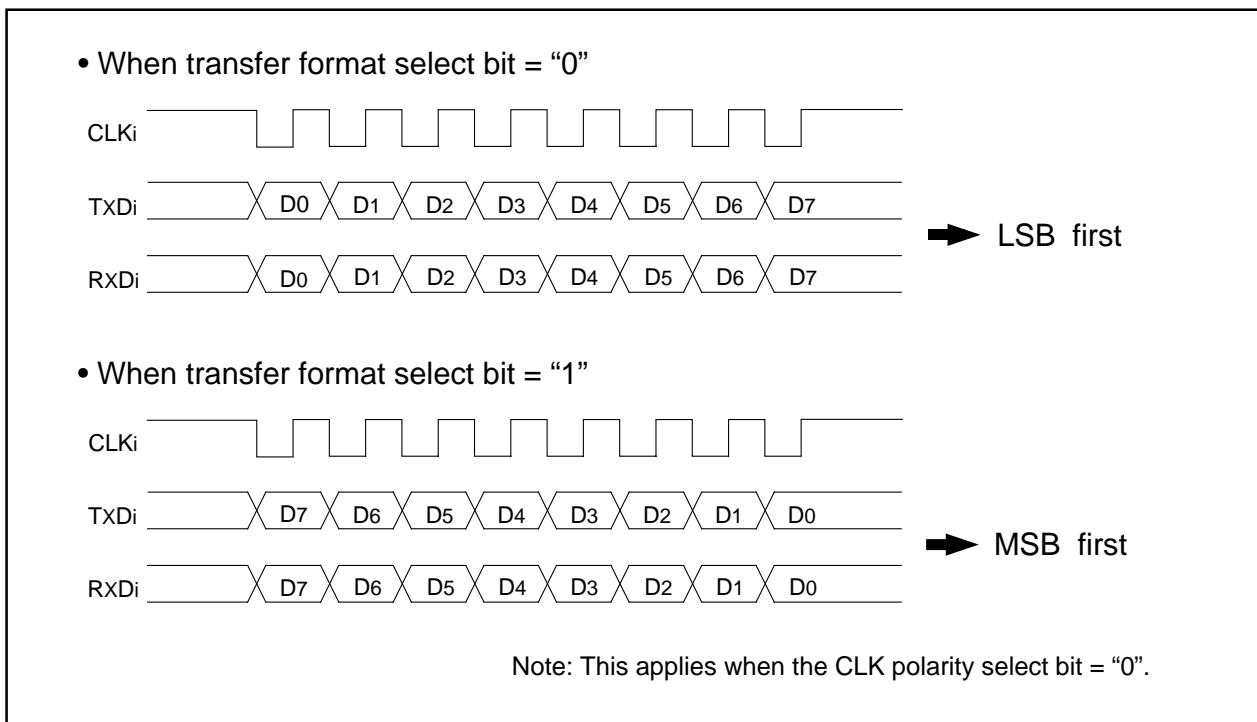 • When transfer format select bit = “0”
CLKi
TXDi D0 D1 D2 D3 D4 D5 D6 D7
RXDi D0 D1 D2 D3 D4 D5 D6 D7
LSB first
• When transfer format select bit = “1”
CLKi
TXDi D7 D6 D5 D4 D3 D2 D1 D0
RXDi D7 D6 D5 D4 D3 D2 D1 D0
MSB first
Note: This applies when the CLK polarity select bit = “0”.